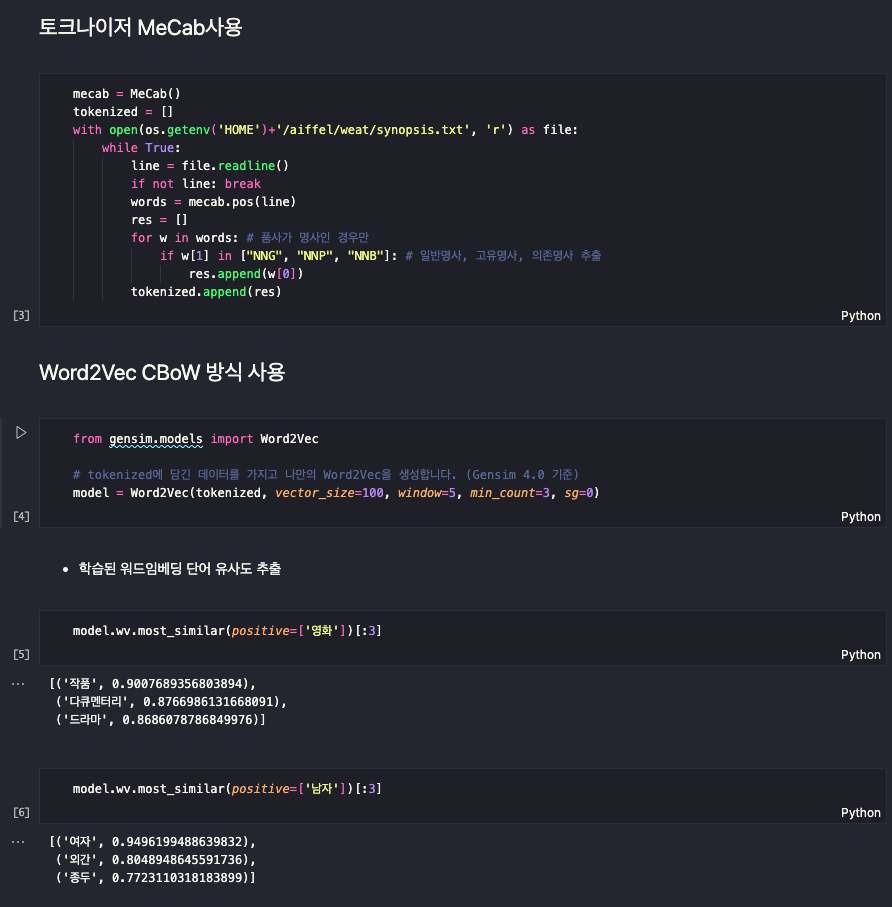 토크나이저 MeCab사용
mecab = MeCab()
tokenized = []
with open(os.getenv('HOME')+'/aiffel/weat/synopsis.txt', 'r') as file:
    while True:
        line = file.readline()
        if not line: break
        words = mecab.pos(line)
        res = []
        for w in words: # 품사가 명사인 경우만
            if w[1] in ["NNG", "NNP", "NNB"]: # 일반명사, 고유명사, 의존명사 추출
                res.append(w[0])
        tokenized.append(res)
[3]
Python
Word2Vec CBoW 방식 사용
from gensim.models import Word2Vec
# tokenized에 담긴 데이터를 가지고 나만의 Word2Vec을 생성합니다. (Gensim 4.0 기준)
model = Word2Vec(tokenized, vector_size=100, window=5, min_count=3, sg=0)
[4]
Python
• 학습된 워드임베딩 단어 유사도 추출
model.wv.most_similar(positive=['영화'])[:3]
[5]
Python
... [('작품', 0.9007689356803894),
('다큐멘터리', 0.8766986131668091),
('드라마', 0.8686078786849976)]
model.wv.most_similar(positive=['남자'])[:3]
[6]
Python
... [('여자', 0.9496199488639832),
('외간', 0.8048948645591736),
('종두', 0.7723110318183899)]